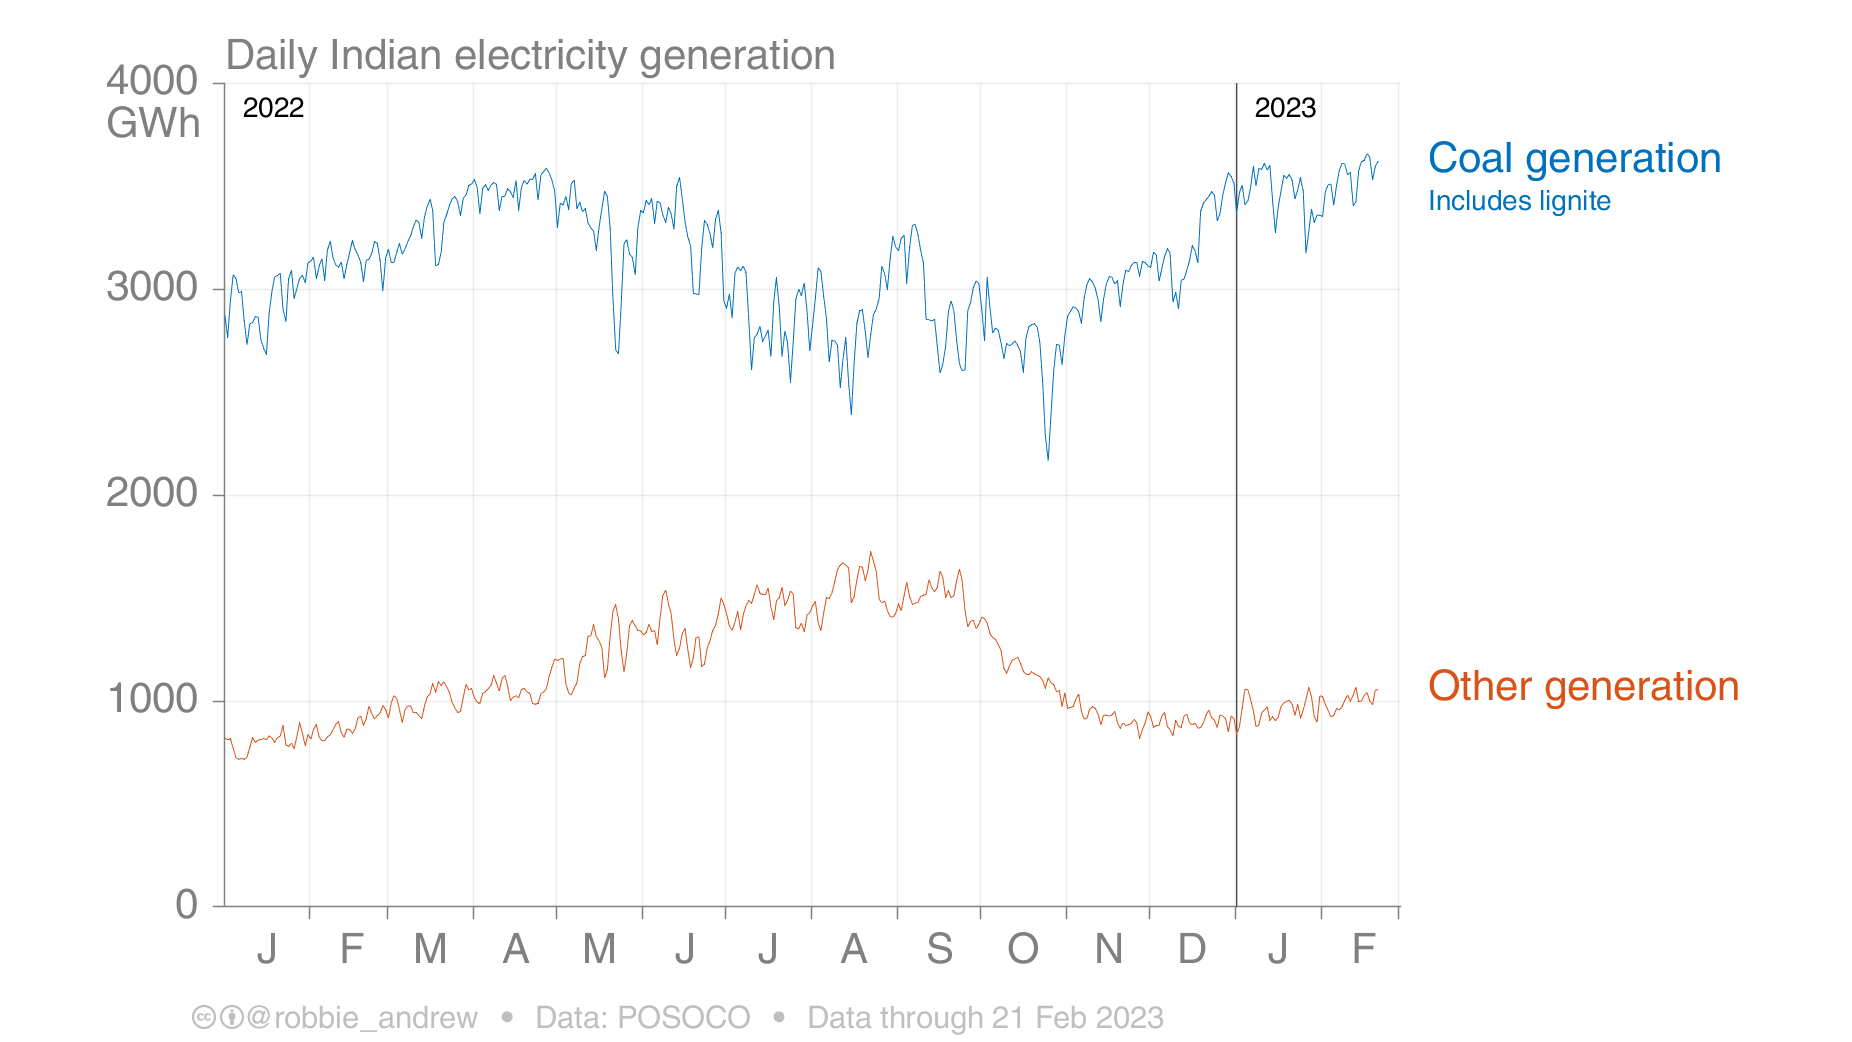 Daily Indian electricity generation
4000
GWh
2022
2023
Coal generation
Includes lignite
3000
2000
Other generation
1000
0
J F M A M J J A S O N D J F
@robbie_andrew • Data: POSOCO • Data through 21 Feb 2023